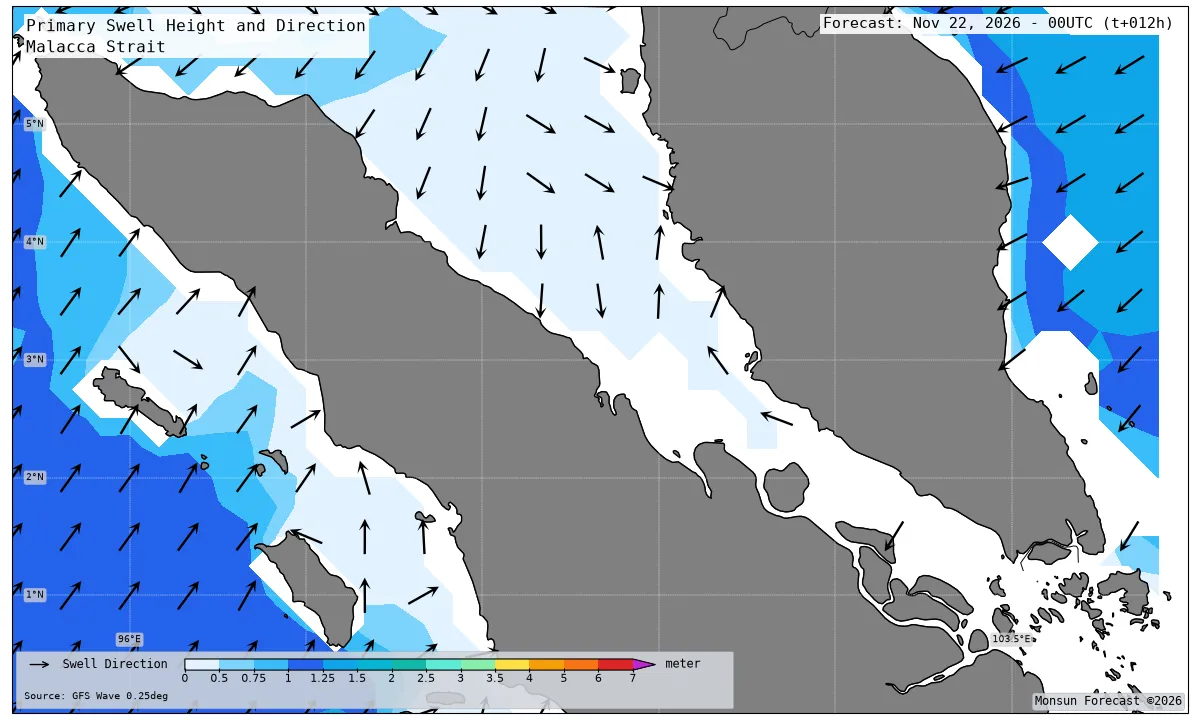 Primary Swell Height and Direction
Malacca Strait
Forecast: Nov 22, 2026 - 00UTC (t+012h)
5°N
4°N
3°N
2°N
1°N
96°E
103.5°E
Swell Direction
0 0.5 0.75 1 1.25 1.5 2 2.5 3 3.5 4 5 6 7
meter
Source: GFS Wave 0.25deg
Monsun Forecast ©2026